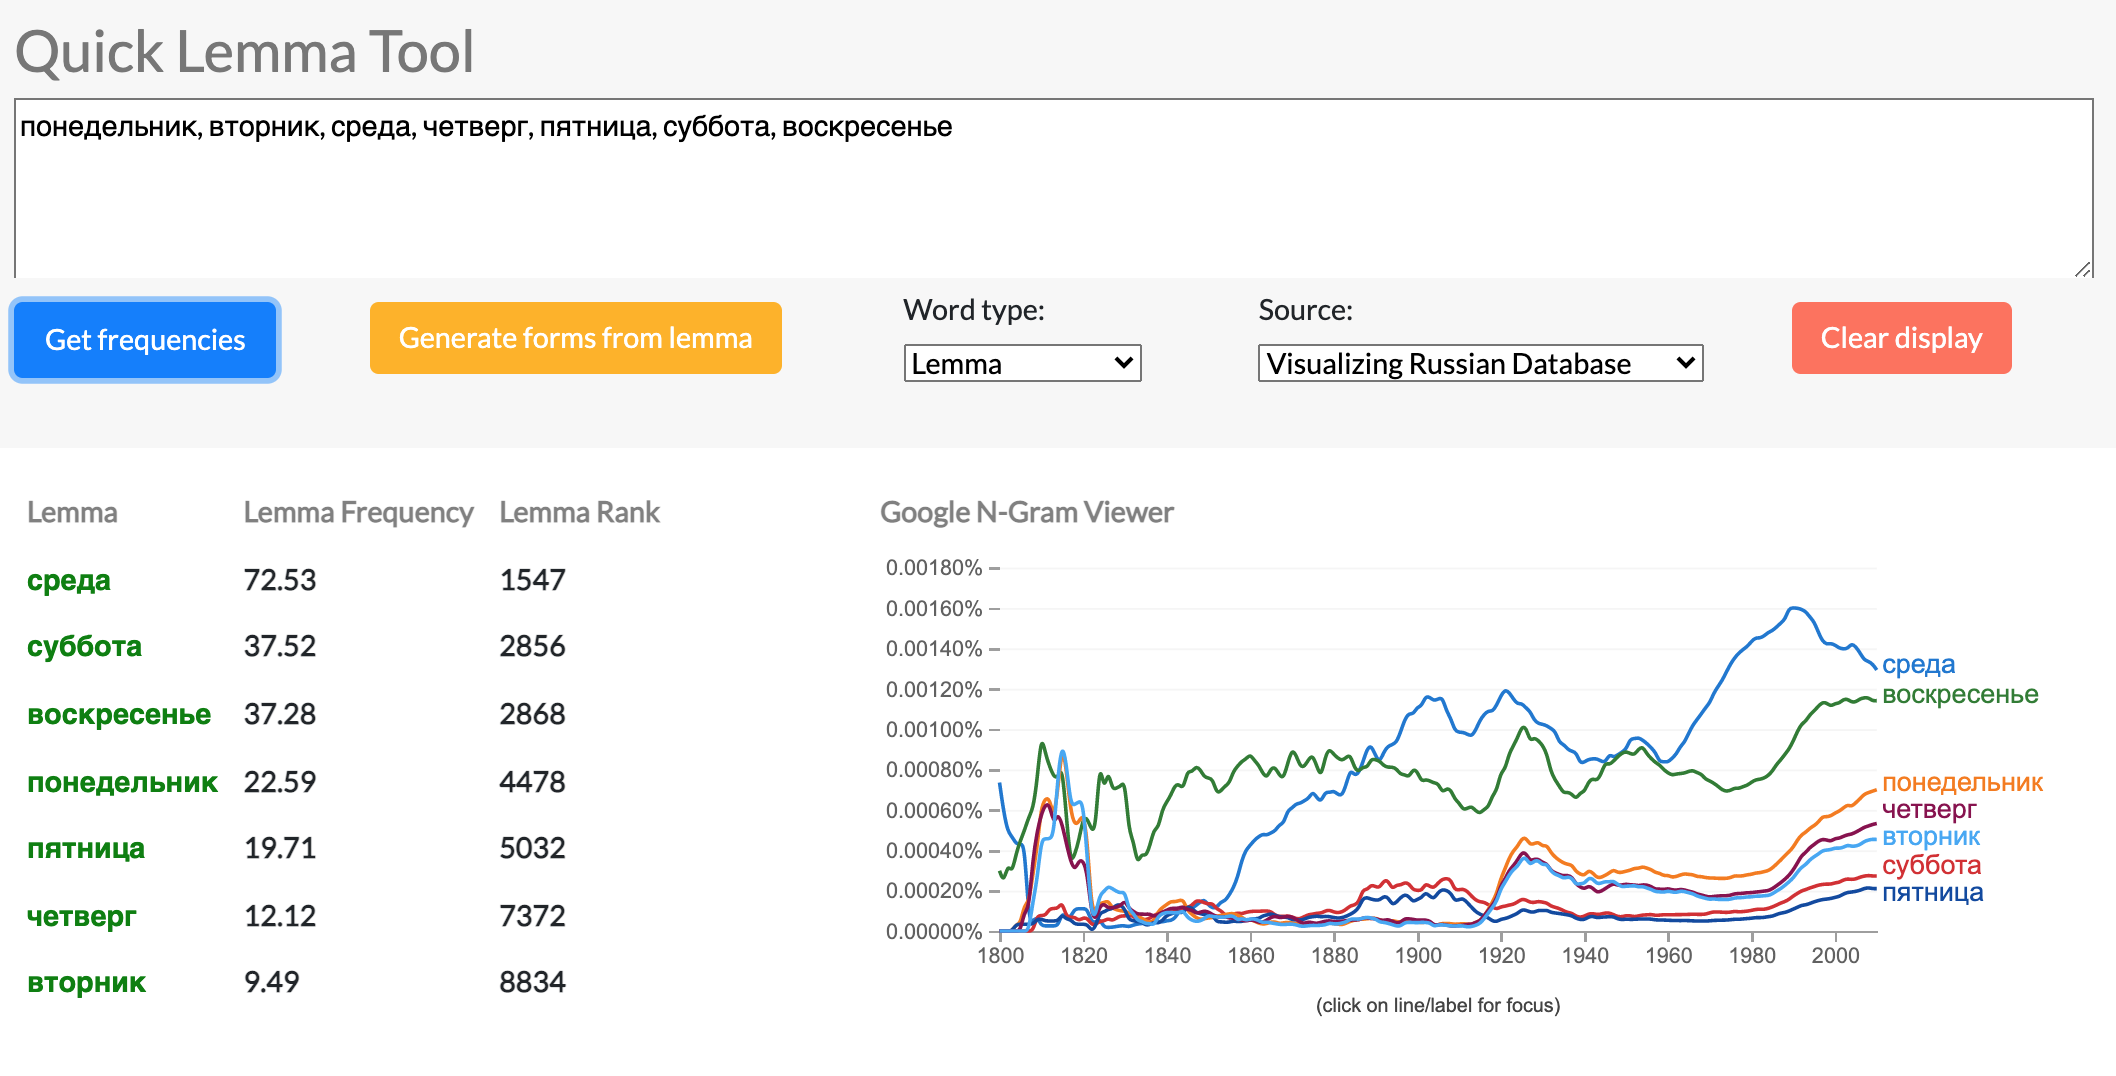 Quick Lemma Tool
понедельник, вторник, среда, четверг, пятница, суббота, воскресенье
Get frequencies
Generate forms from lemma
Word type:
Lemma
Source:
Visualizing Russian Database
Clear display
Lemma Lemma Frequency Lemma Rank
среда 72.53 1547
суббота 37.52 2856
воскресенье 37.28 2868
понедельник 22.59 4478
пятница 19.71 5032
четверг 12.12 7372
вторник 9.49 8834
Google N-Gram Viewer
0.00180%
0.00160%
0.00140%
0.00120%
0.00100%
0.00080%
0.00060%
0.00040%
0.00020%
0.00000%
1800 1820 1840 1860 1880 1900 1920 1940 1960 1980 2000
среда
воскресенье
понедельник
четверг
вторник
суббота
пятница
(click on line/label for focus)